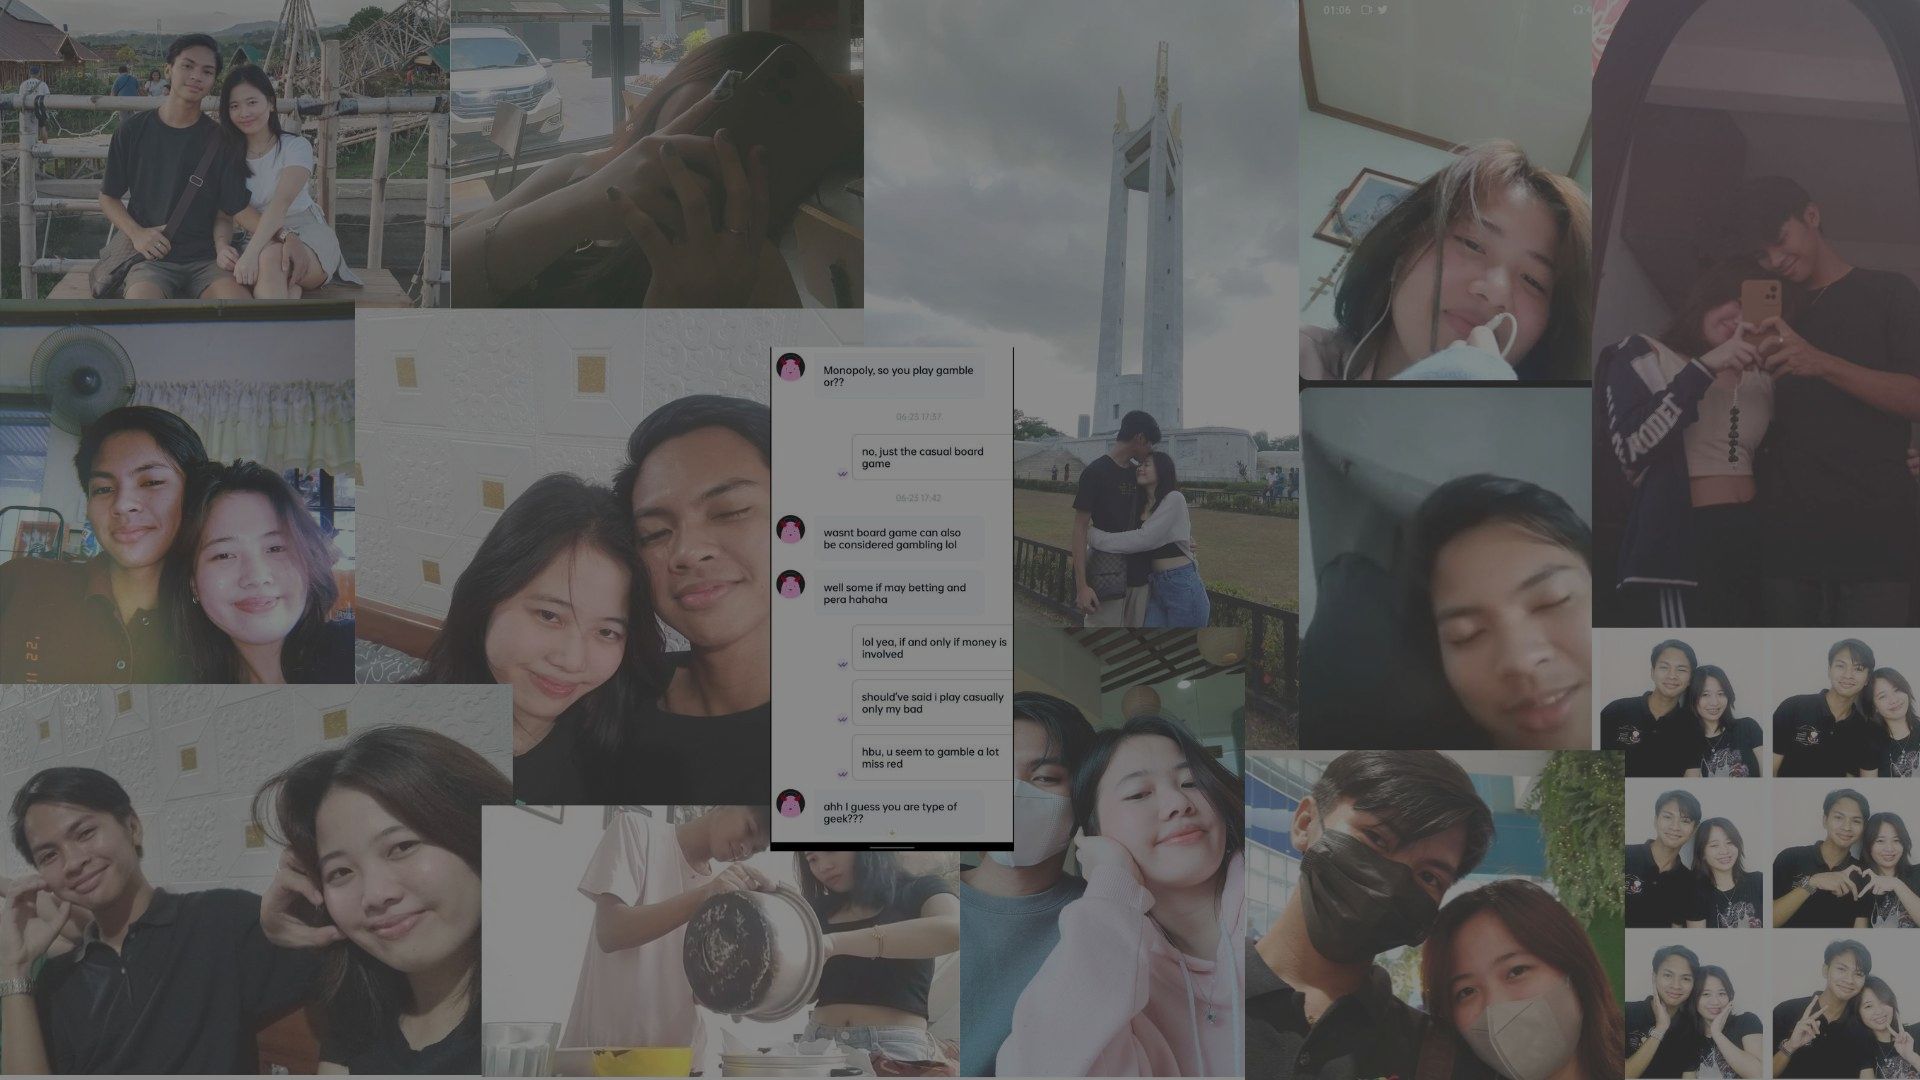 01:06
Monopoly, so you play gamble
or??
06-23 17:37
no, just the casual board
game
06-23 17:42
wasnt board game can also
be considered gambling lol
well some if may betting and
pera hahaha
lol yea, if and only if money is
involved
should've said i play casually
only my bad
hbu, u seem to gamble a lot
miss red
ahh I guess you are type of
geek???